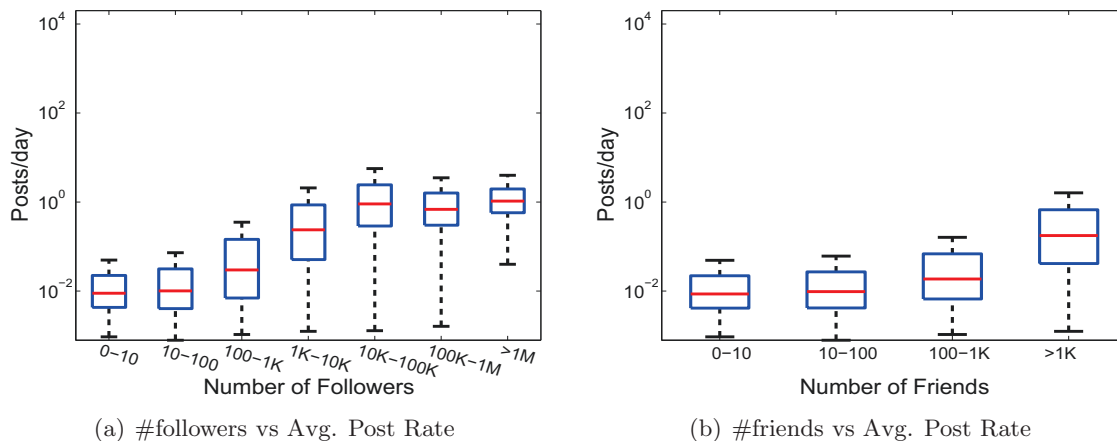 10^4
10^2
10^0
10^-2
Posts/day
0-10
10-100
100-1K
1K-10K
10K-100K
100K-1M
>1M
Number of Followers
(a) #followers vs Avg. Post Rate
10^4
10^2
10^0
10^-2
Posts/day
0-10
10-100
100-1K
>1K
Number of Friends
(b) #friends vs Avg. Post Rate